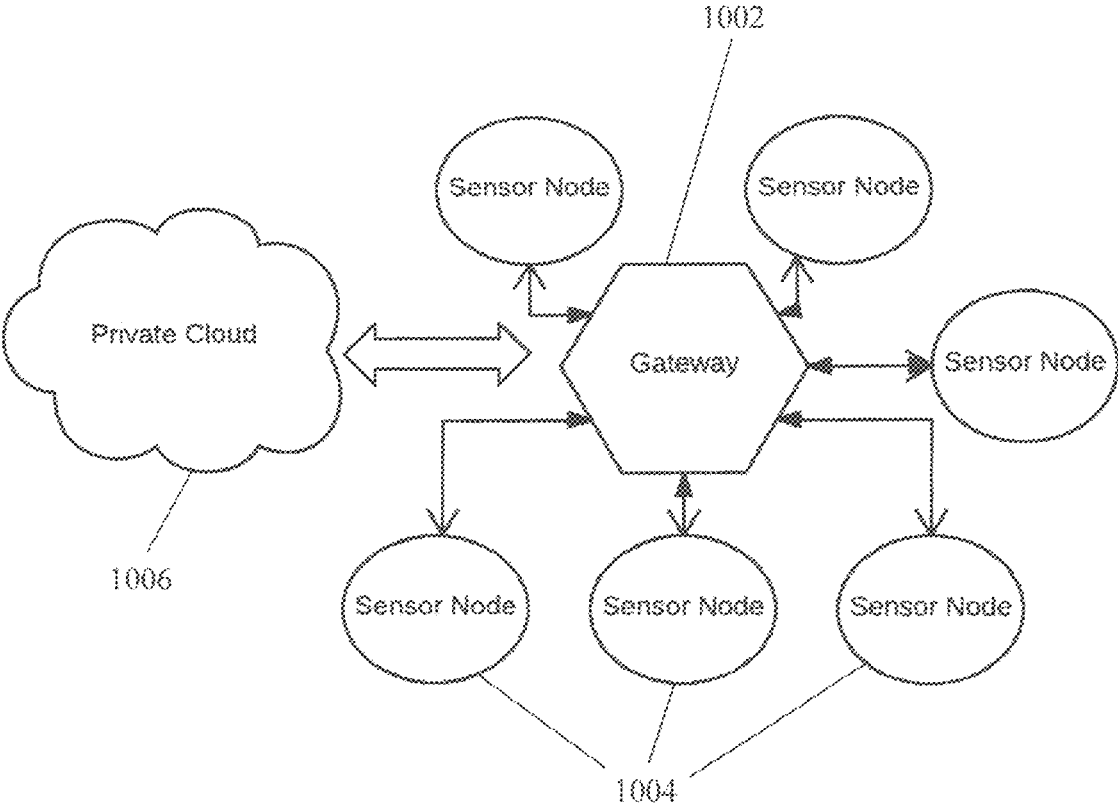 1002
Sensor Node
Sensor Node
Private Cloud
Gateway
Sensor Node
1006
Sensor Node
Sensor Node
Sensor Node
1004